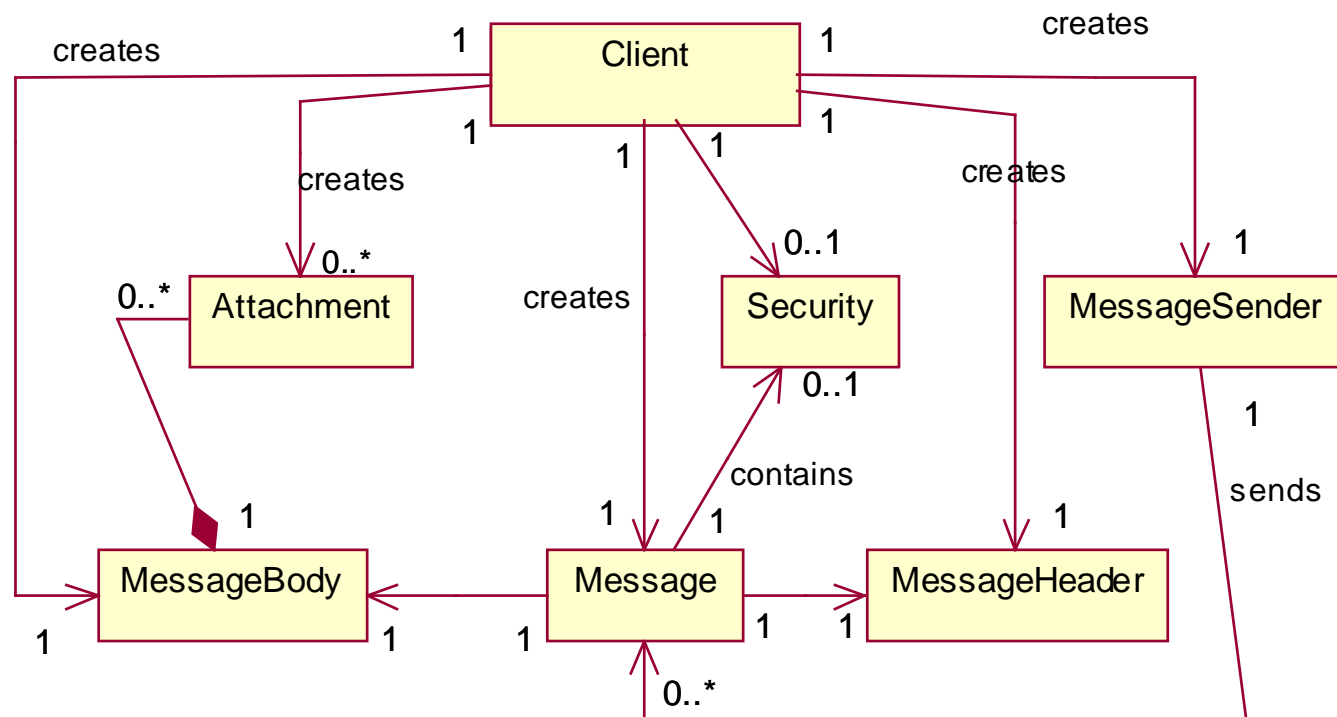 creates
1
Client
1
creates
1
1
1
1
creates
creates
0..1
1
0..*
0..*
Attachment
creates
Security
MessageSender
0..1
1
contains
sends
1
1
1
1
MessageBody
Message
MessageHeader
1
1
1
1
1
0..*